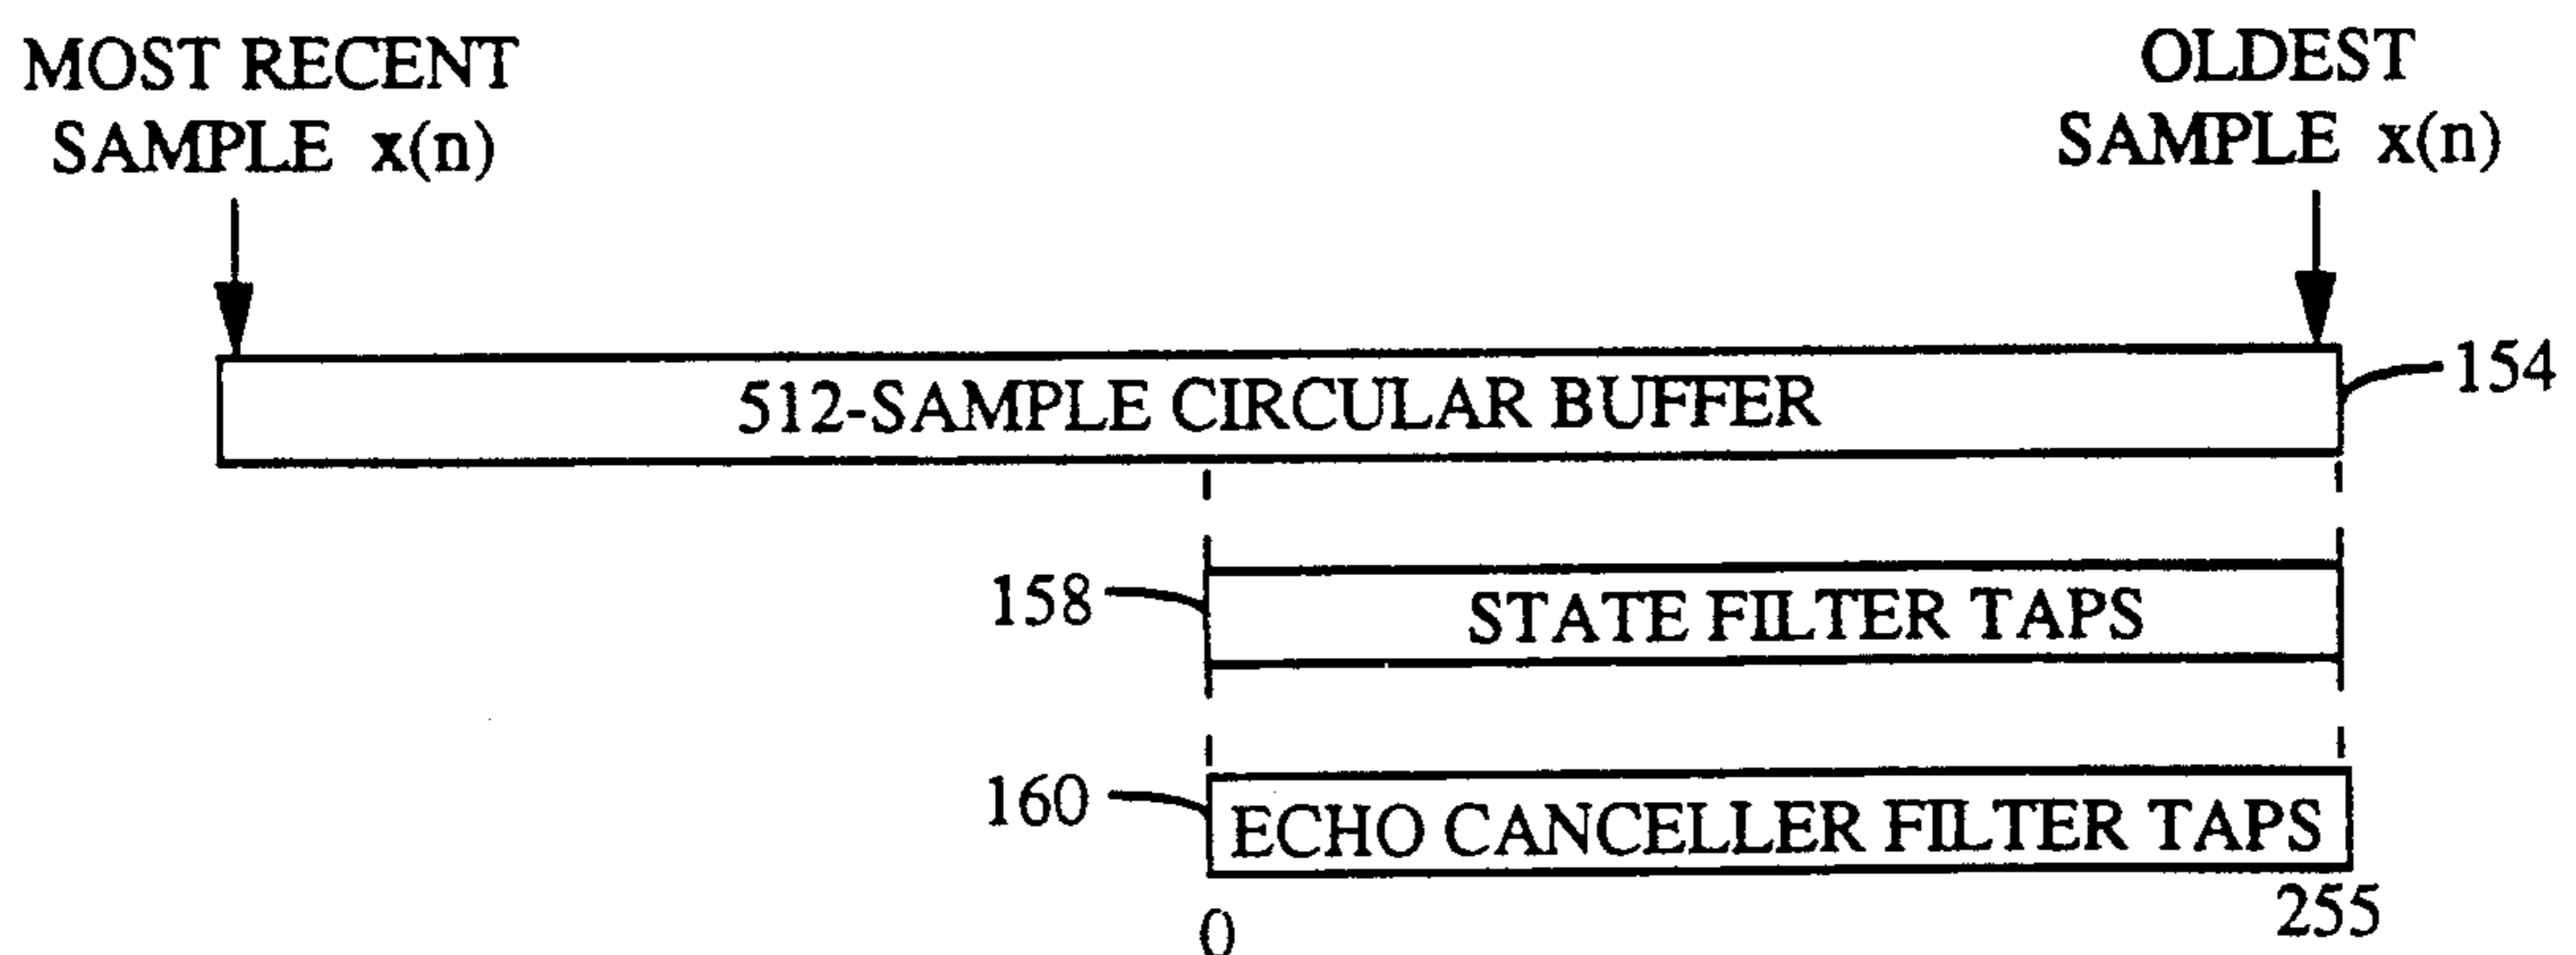 MOST RECENT
SAMPLE x(n)
OLDEST
SAMPLE x(n)
512-SAMPLE CIRCULAR BUFFER
154
158
STATE FILTER TAPS
160
ECHO CANCELLER FILTER TAPS
0
255